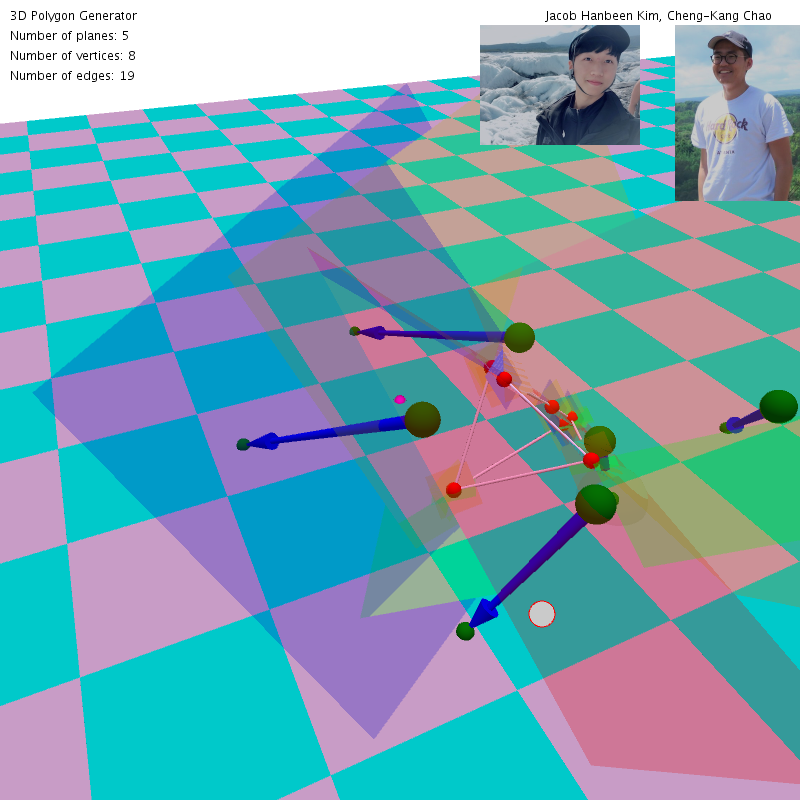 3D Polygon Generator
Jacob Hanbeen Kim, Cheng-Kang Chao
Number of planes: 5
Number of vertices: 8
Number of edges: 19